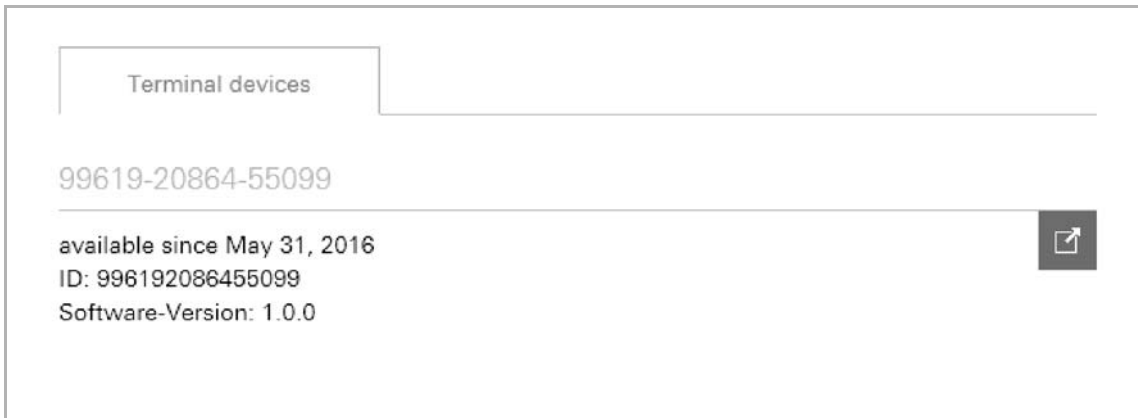 Terminal devices
99619-20864-55099
available since May 31, 2016
ID: 996192086455099
Software-Version: 1.0.0